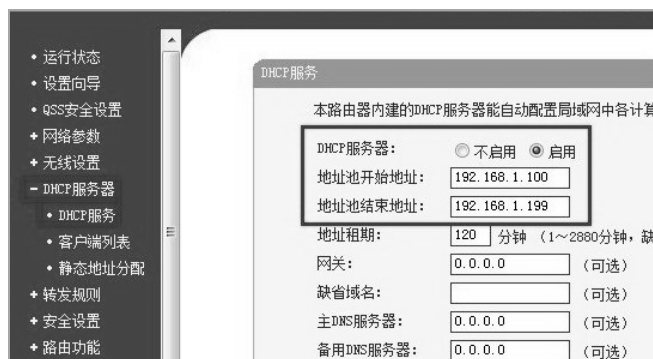 • 运行状态
• 设置向导
• QSS安全设置
+ 网络参数
+ 无线设置
- DHCP服务器
• DHCP服务
• 客户端列表
• 静态地址分配
+ 转发规则
+ 安全设置
+ 路由功能
DHCP服务
本路由器内建的DHCP服务器能自动配置局域网中各计算
DHCP服务器: 不启用 启用
地址池开始地址: 192.168.1.100
地址池结束地址: 192.168.1.199
地址租期: 120 分钟 (1~2880分钟,缺
网关: 0.0.0.0 (可选)
缺省域名: (可选)
主DNS服务器: 0.0.0.0 (可选)
备用DNS服务器: 0.0.0.0 (可选)